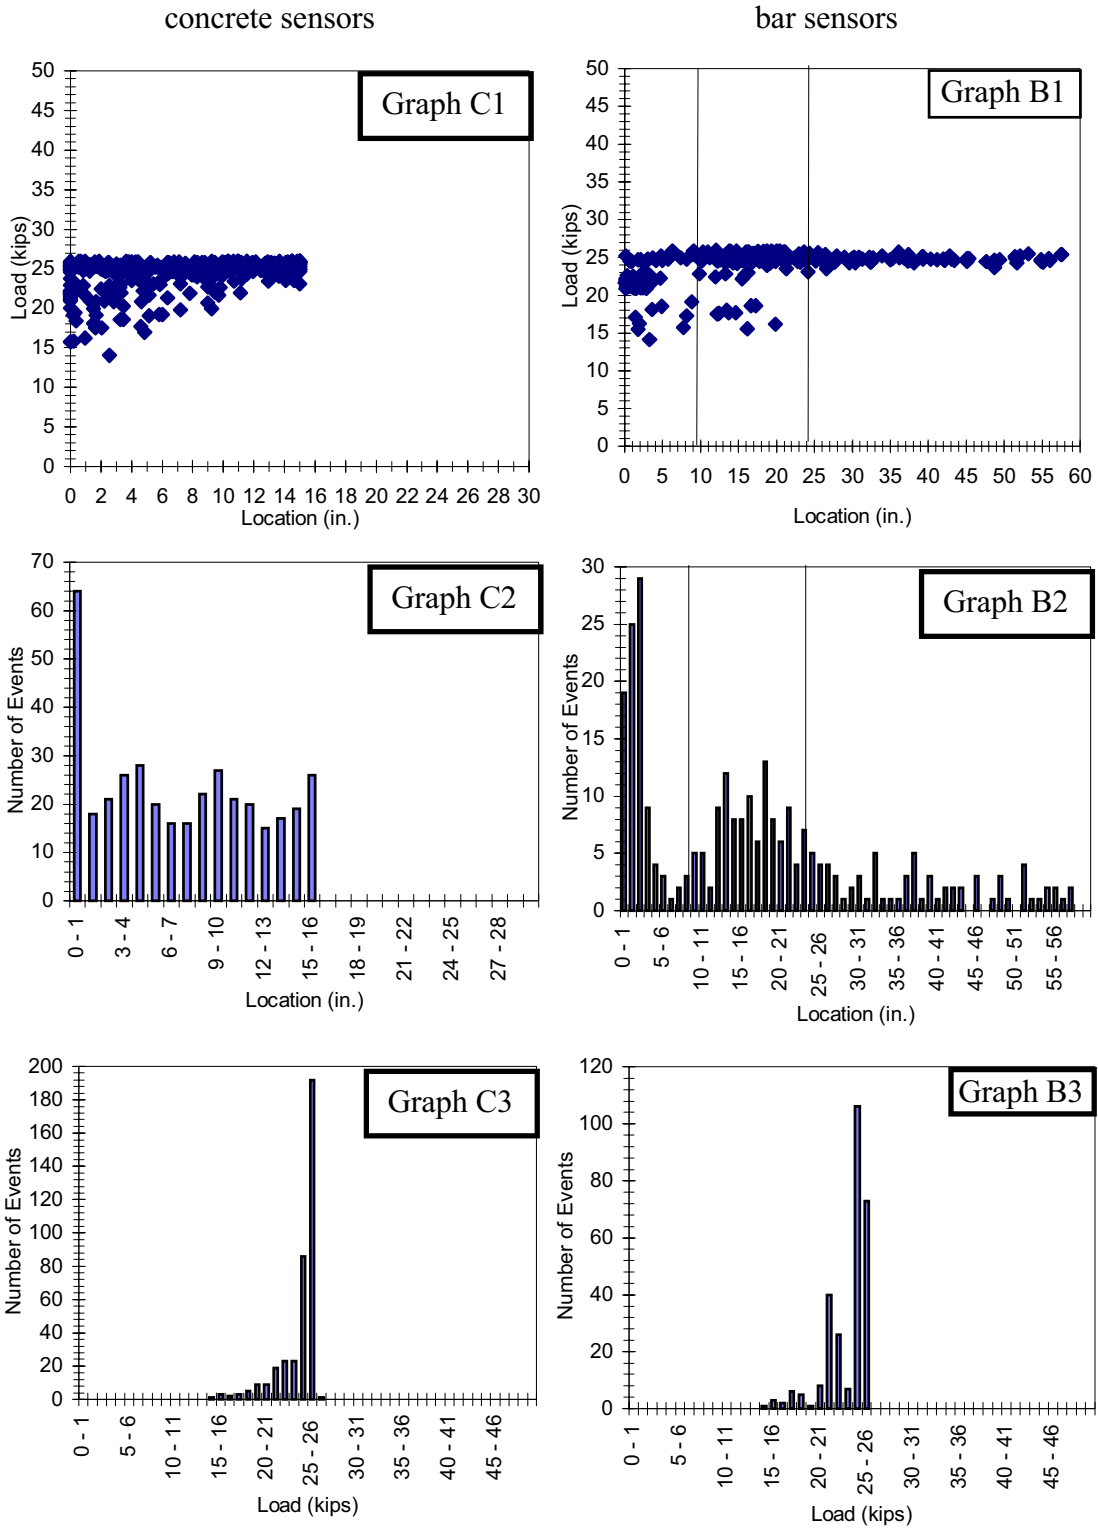 concrete sensors
bar sensors
Graph C1
50
45
40
35
30
25
20
15
10
5
0
Load (kips)
0 2 4 6 8 10 12 14 16 18 20 22 24 26 28 30
Location (in.)
Graph B1
50
45
40
35
30
25
20
15
10
5
0
Load (kips)
0 5 10 15 20 25 30 35 40 45 50 55 60
Location (in.)
Graph C2
70
60
50
40
30
20
10
0
Number of Events
0 - 1
3 - 4
6 - 7
9 - 10
12 - 13
15 - 16
18 - 19
21 - 22
24 - 25
27 - 28
Location (in.)
Graph B2
30
25
20
15
10
5
0
Number of Events
0 - 1
5 - 6
10 - 11
15 - 16
20 - 21
25 - 26
30 - 31
35 - 36
40 - 41
45 - 46
50 - 51
55 - 56
Location (in.)
Graph C3
200
180
160
140
120
100
80
60
40
20
0
Number of Events
0 - 1
5 - 6
10 - 11
15 - 16
20 - 21
25 - 26
30 - 31
35 - 36
40 - 41
45 - 46
Load (kips)
Graph B3
120
100
80
60
40
20
0
Number of Events
0 - 1
5 - 6
10 - 11
15 - 16
20 - 21
25 - 26
30 - 31
35 - 36
40 - 41
45 - 46
Load (kips)